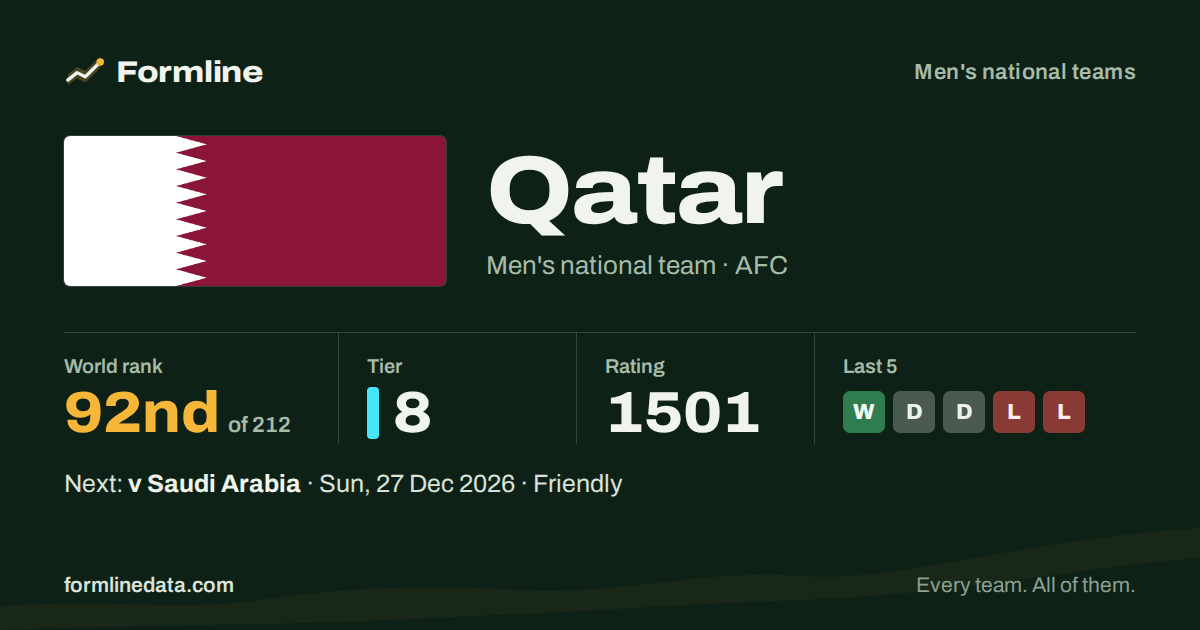 Formline
Men's national teams
Qatar
Men's national team · AFC
World rank
92nd of 212
Tier
8
Rating
1501
Last 5
W D D L L
Next: v Saudi Arabia · Sun, 27 Dec 2026 · Friendly
formlinedata.com
Every team. All of them.